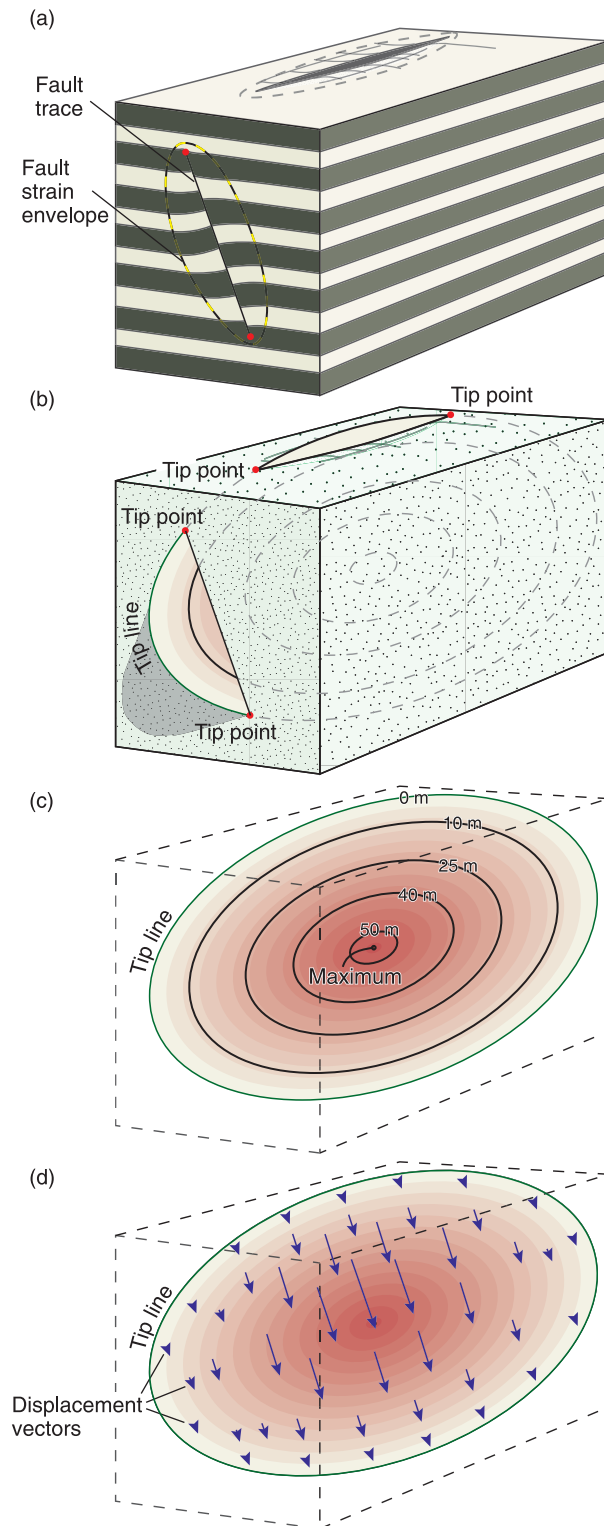 (a)
Fault
trace
Fault
strain
envelope
(b)
Tip point
Tip point
Tip point
Tip line
Tip point
(c)
0 m
10 m
25 m
40 m
50 m
Maximum
Tip line
(d)
Tip line
Displacement
vectors